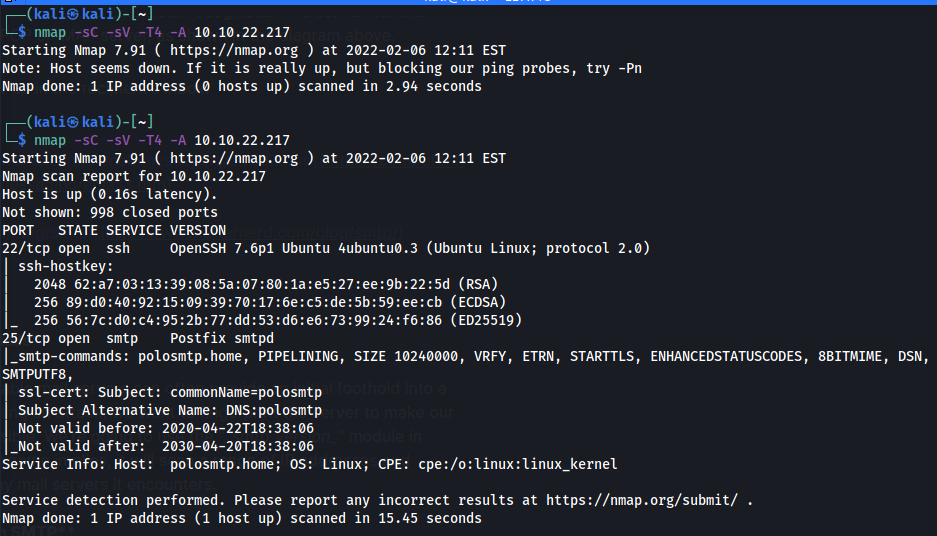 ┌──(kali㉿kali)-[~]
└─$ nmap -sC -sV -T4 -A 10.10.22.217
Starting Nmap 7.91 ( https://nmap.org ) at 2022-02-06 12:11 EST
Note: Host seems down. If it is really up, but blocking our ping probes, try -Pn
Nmap done: 1 IP address (0 hosts up) scanned in 2.94 seconds
┌──(kali㉿kali)-[~]
└─$ nmap -sC -sV -T4 -A 10.10.22.217
Starting Nmap 7.91 ( https://nmap.org ) at 2022-02-06 12:11 EST
Nmap scan report for 10.10.22.217
Host is up (0.16s latency).
Not shown: 998 closed ports
PORT   STATE SERVICE VERSION
22/tcp open  ssh     OpenSSH 7.6p1 Ubuntu 4ubuntu0.3 (Ubuntu Linux; protocol 2.0)
| ssh-hostkey:
|   2048 62:a7:03:13:39:08:5a:07:80:1a:e5:27:ee:9b:22:5d (RSA)
|   256 89:d0:40:92:15:09:39:70:17:6e:c5:de:5b:59:ee:cb (ECDSA)
|_  256 56:7c:d0:c4:95:2b:77:dd:53:d6:e6:73:99:24:f6:86 (ED25519)
25/tcp open  smtp    Postfix smtpd
|_smtp-commands: polosmtp.home, PIPELINING, SIZE 10240000, VRFY, ETRN, STARTTLS, ENHANCEDSTATUSCODES, 8BITMIME, DSN,
SMTPUTF8,
| ssl-cert: Subject: commonName=polosmtp
| Subject Alternative Name: DNS:polosmtp
| Not valid before: 2020-04-22T18:38:06
|_Not valid after:  2030-04-20T18:38:06
Service Info: Host:  polosmtp.home; OS: Linux; CPE: cpe:/o:linux:linux_kernel
Service detection performed. Please report any incorrect results at https://nmap.org/submit/ .
Nmap done: 1 IP address (1 host up) scanned in 15.45 seconds